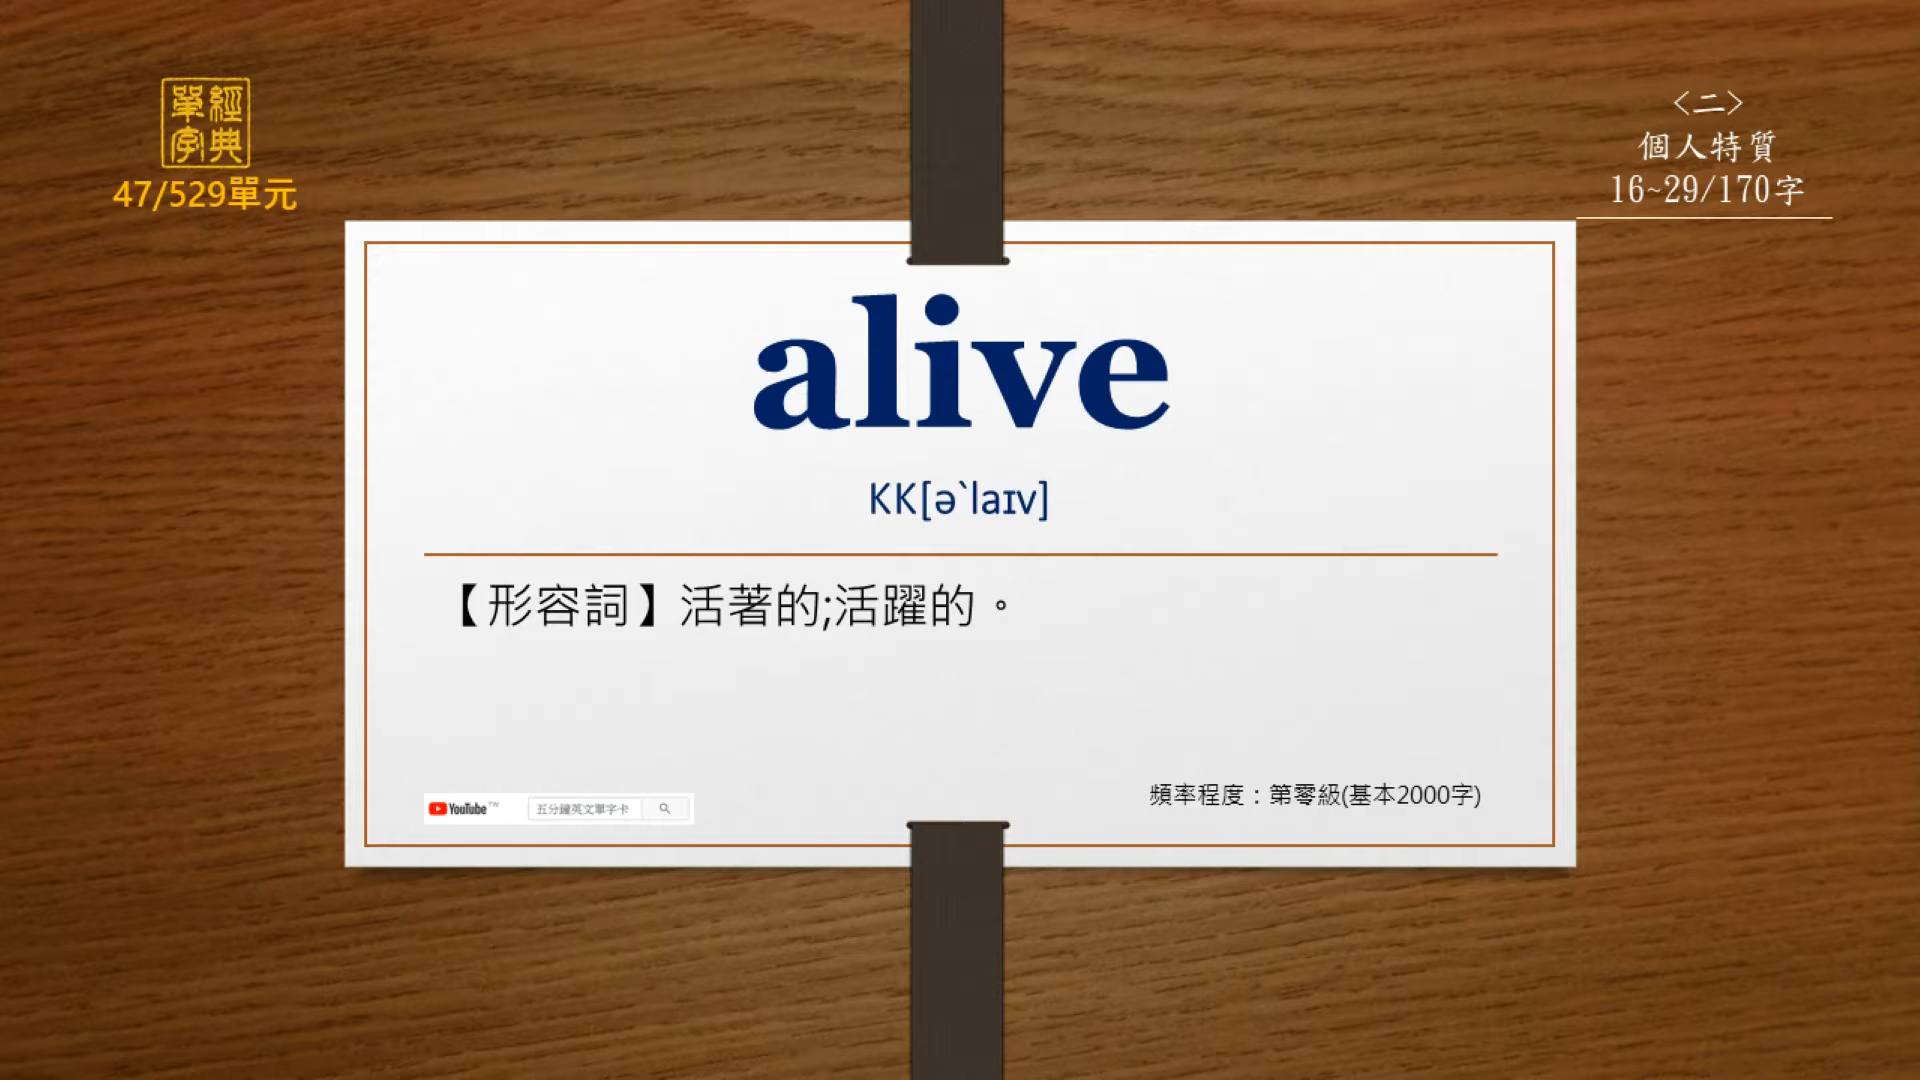 經典
單字
47/529單元
〈二〉
個人特質
16~29/170字
alive
KK[ə`laɪv]
【形容詞】活著的;活躍的。
頻率程度：第零級(基本2000字)
YouTube TW
五分鐘英文單字卡